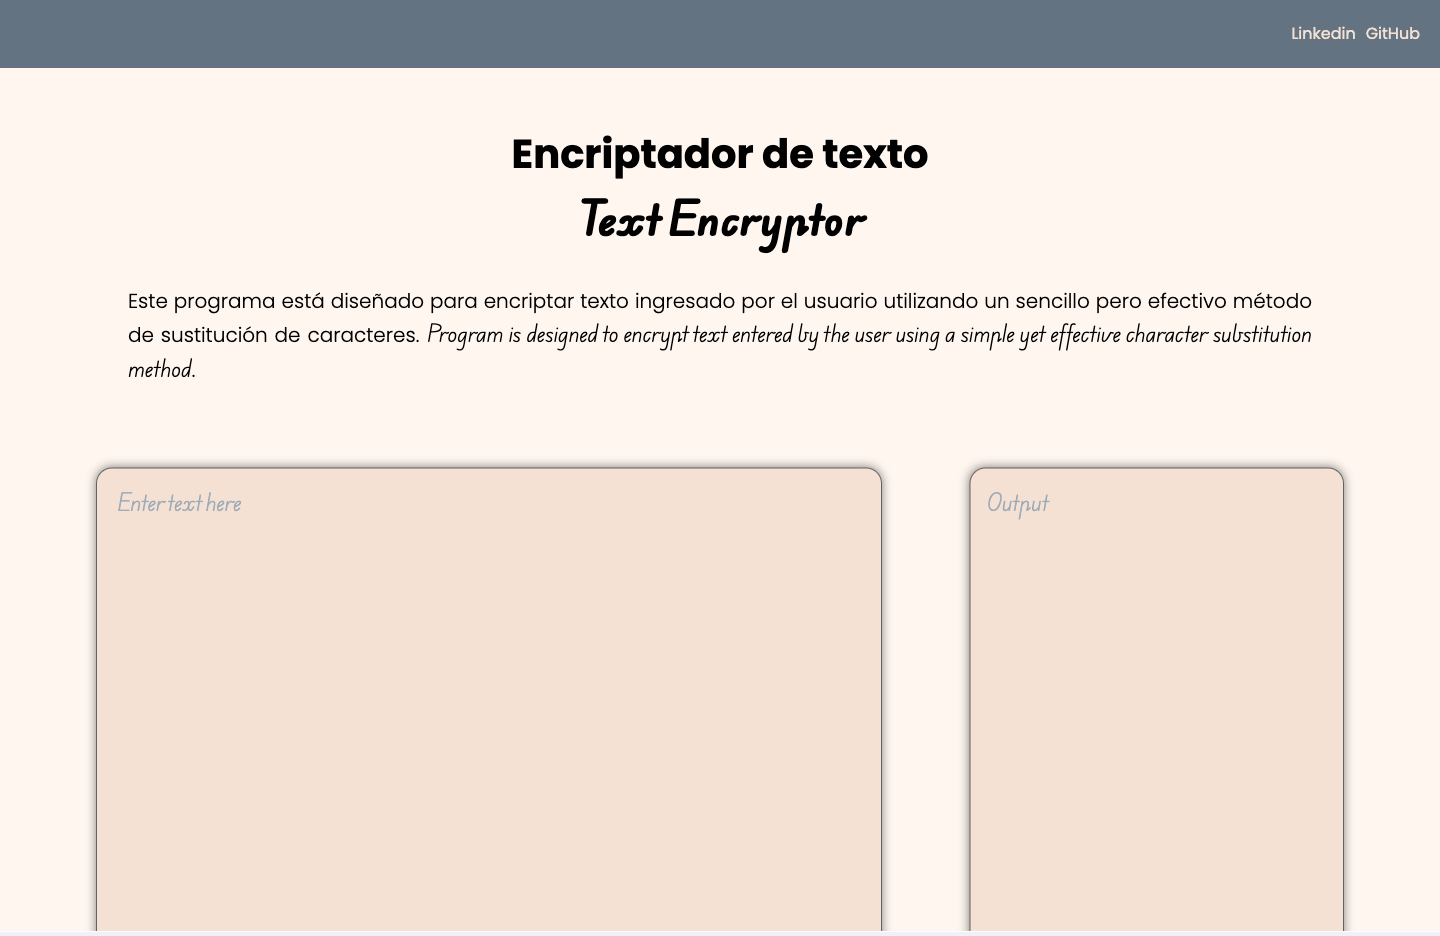 Linkedin GitHub
Encriptador de texto
Text Encryptor
Este programa está diseñado para encriptar texto ingresado por el usuario utilizando un sencillo pero efectivo método
de sustitución de caracteres. Program is designed to encrypt text entered by the user using a simple yet effective character substitution
method.
Enter text here
Output